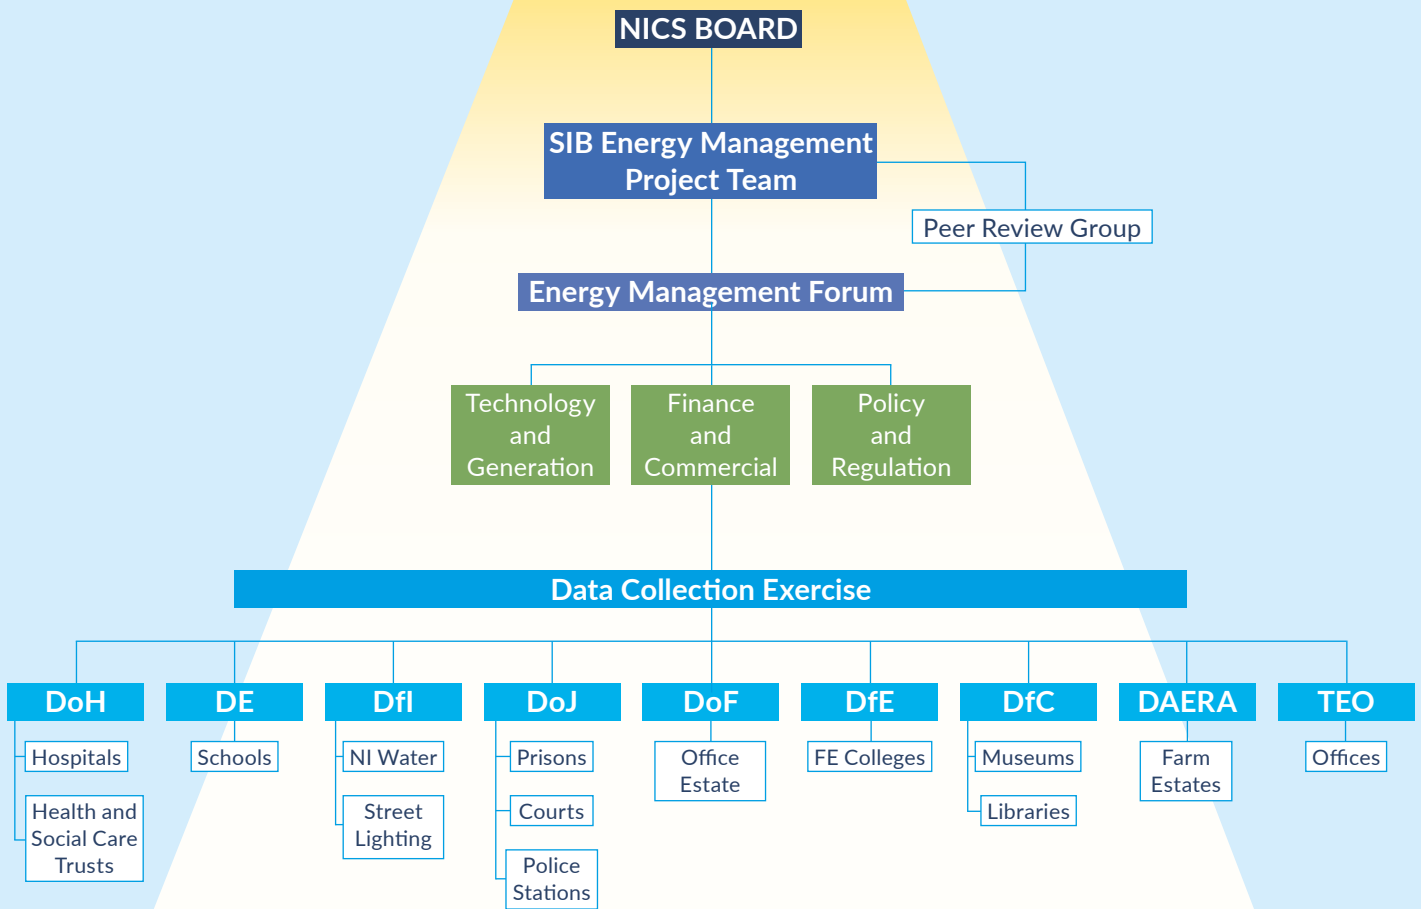 NICS BOARD
SIB Energy Management
Project Team
Peer Review Group
Energy Management Forum
Technology
and
Generation
Finance
and
Commercial
Policy
and
Regulation
Data Collection Exercise
DoH
DE
DfI
DoJ
DoF
DfE
DfC
DAERA
TEO
Hospitals
Health and
Social Care
Trusts
Schools
NI Water
Street
Lighting
Prisons
Courts
Police
Stations
Office
Estate
FE Colleges
Museums
Libraries
Farm
Estates
Offices